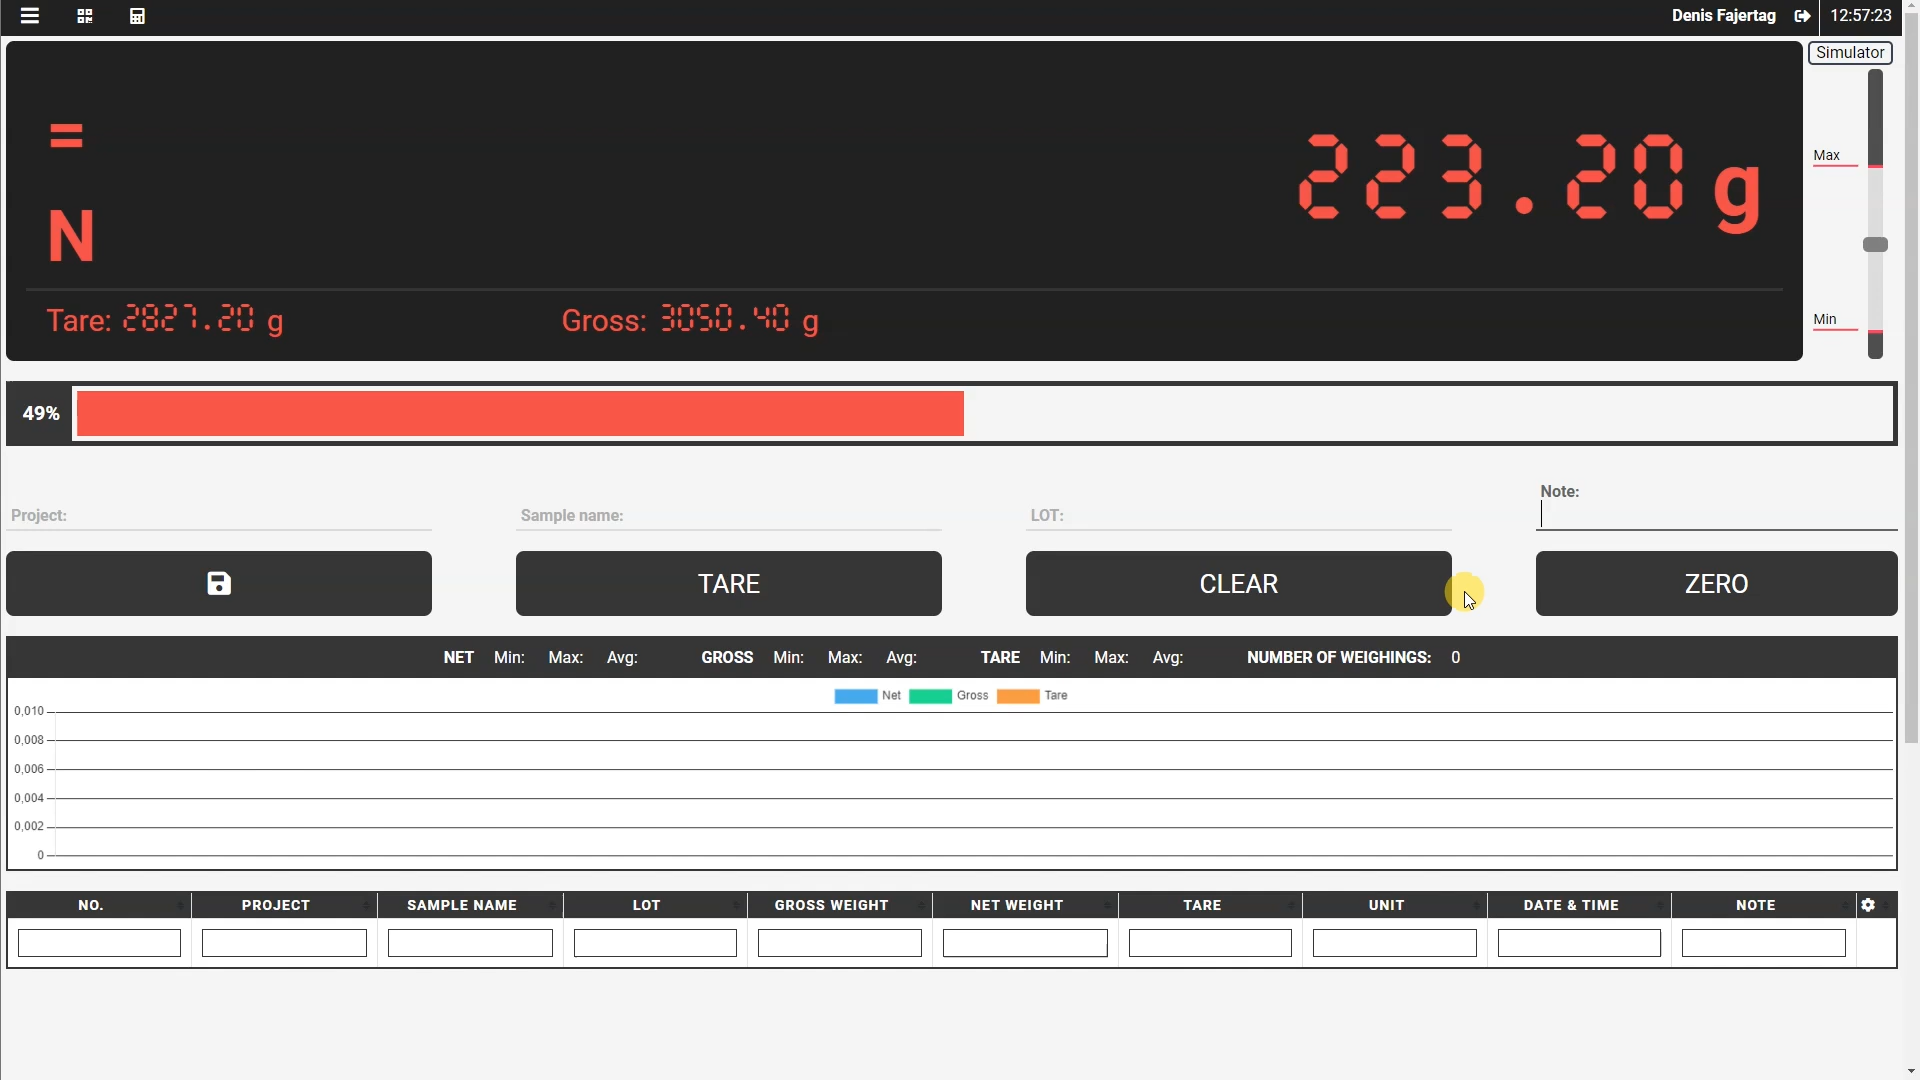 Denis Fajertag 12:57:23
Simulator
=
223.20 g
N
Max
Min
Tare: 2827.20 g Gross: 3050.40 g
49%
Note:
Project: Sample name: LOT:
TARE CLEAR ZERO
NET Min: Max: Avg: GROSS Min: Max: Avg: TARE Min: Max: Avg: NUMBER OF WEIGHINGS: 0
Net Gross Tare
0,010
0,008
0,006
0,004
0,002
0
NO. PROJECT SAMPLE NAME LOT GROSS WEIGHT NET WEIGHT TARE UNIT DATE & TIME NOTE